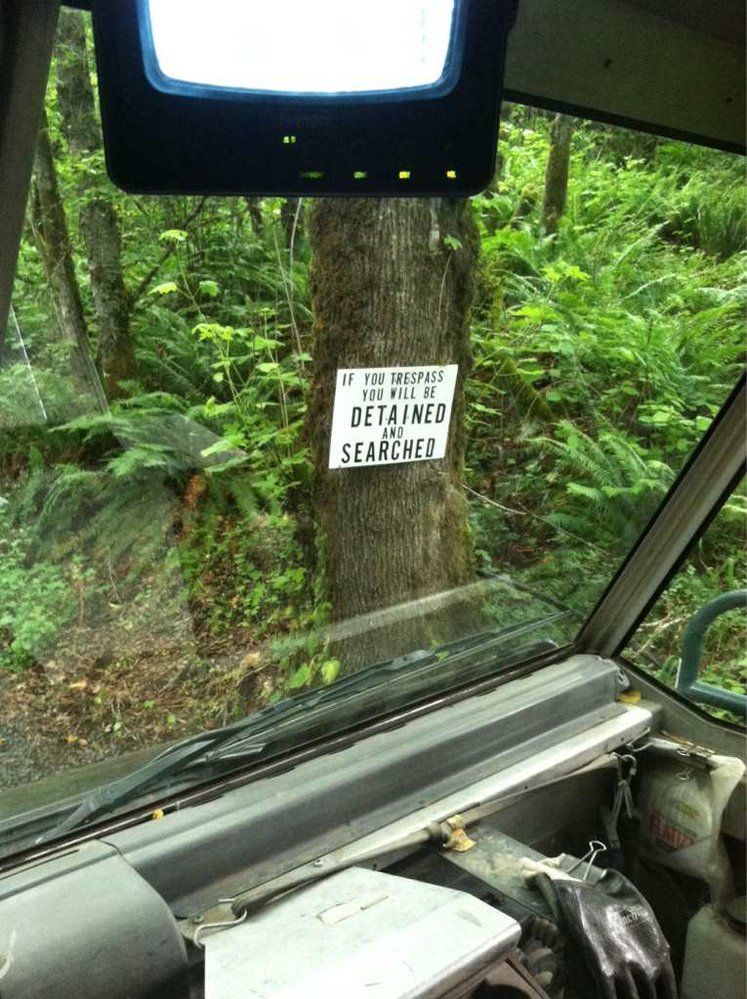 IF YOU TRESPASS
YOU WILL BE
DETAINED
AND
SEARCHED